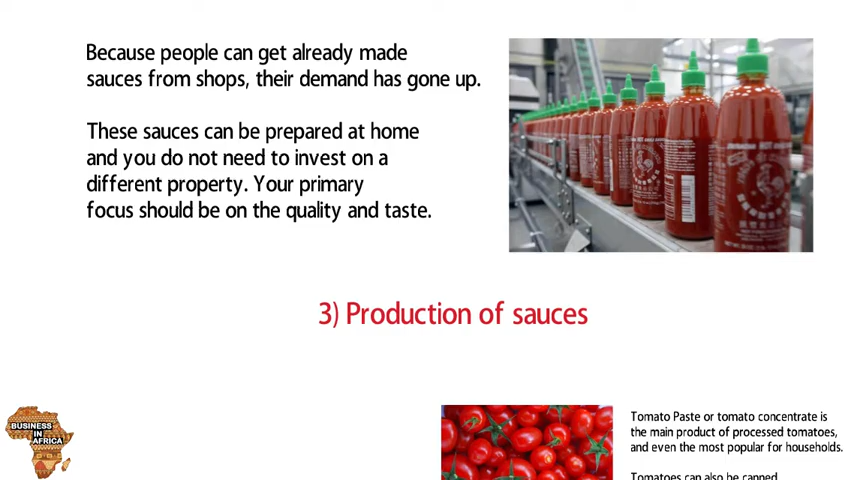 Because people can get already made
sauces from shops, their demand has gone up.
These sauces can be prepared at home
and you do not need to invest on a
different property. Your primary
focus should be on the quality and taste.
3) Production of sauces
BUSINESS
IN
AFRICA
Tomato Paste or tomato concentrate is
the main product of processed tomatoes,
and even the most popular for households.
Tomatoes can also be canned